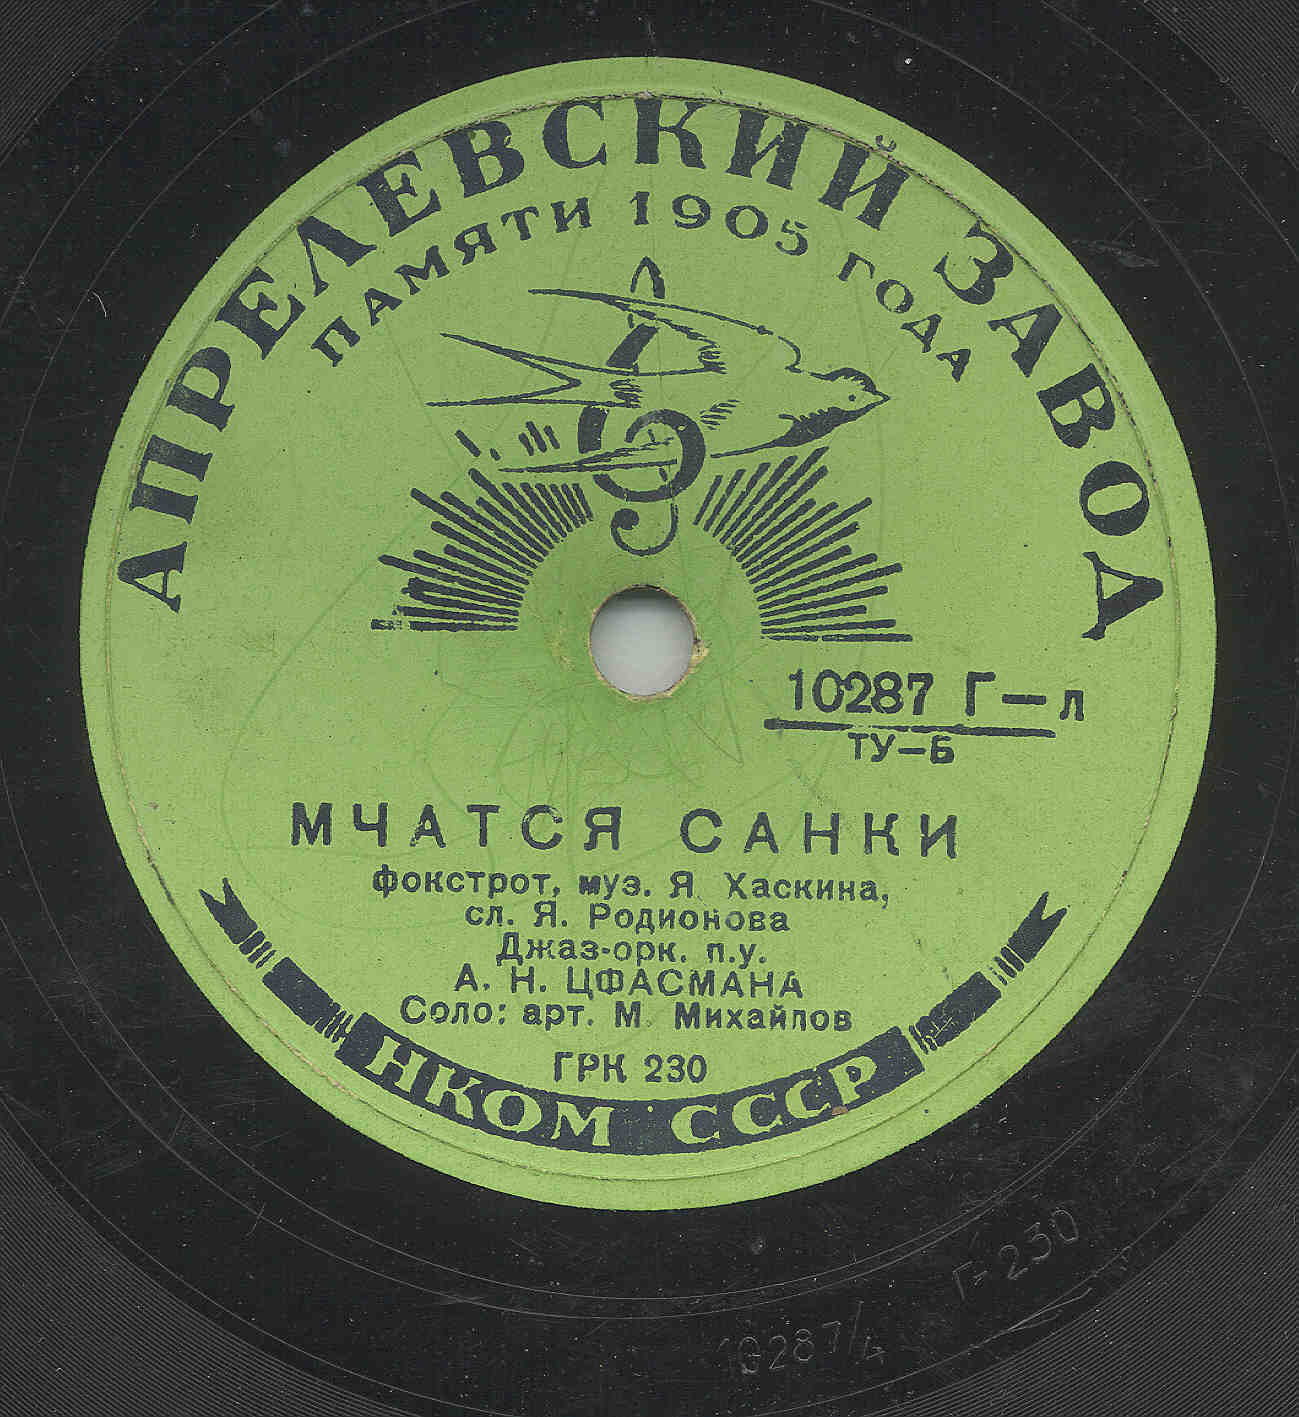 АПРЕЛЕВСКИЙ ЗАВОД
ПАМЯТИ 1905 ГОДА
10287 Г–л
ТУ–Б
МЧАТСЯ САНКИ
фокстрот, муз. Я. Хаскина,
сл. Я. Родионова
Джаз-орк. п.у.
А. Н. ЦФАСМАНА
Соло: арт. М. Михайлов
ГРК 230
НКОМ СССР
Г-230
10287/4